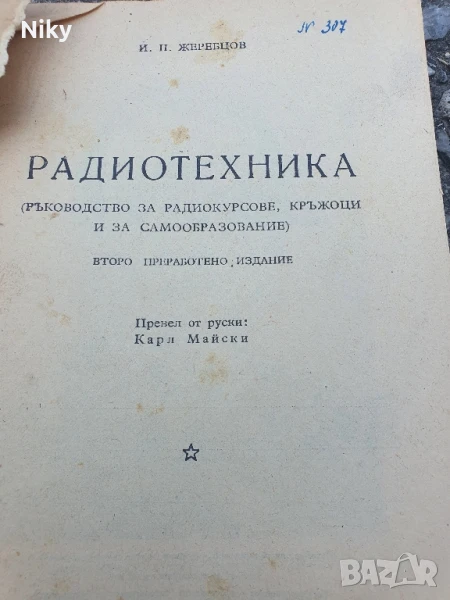 Niky
№ 307
И. П. ЖЕРЕБЦОВ
РАДИОТЕХНИКА
(РЪКОВОДСТВО ЗА РАДИОКУРСОВЕ, КРЪЖОЦИ
И ЗА САМООБРАЗОВАНИЕ)
ВТОРО ПРЕРАБОТЕНО ИЗДАНИЕ
Превел от руски:
Карл Майски
BAZAR